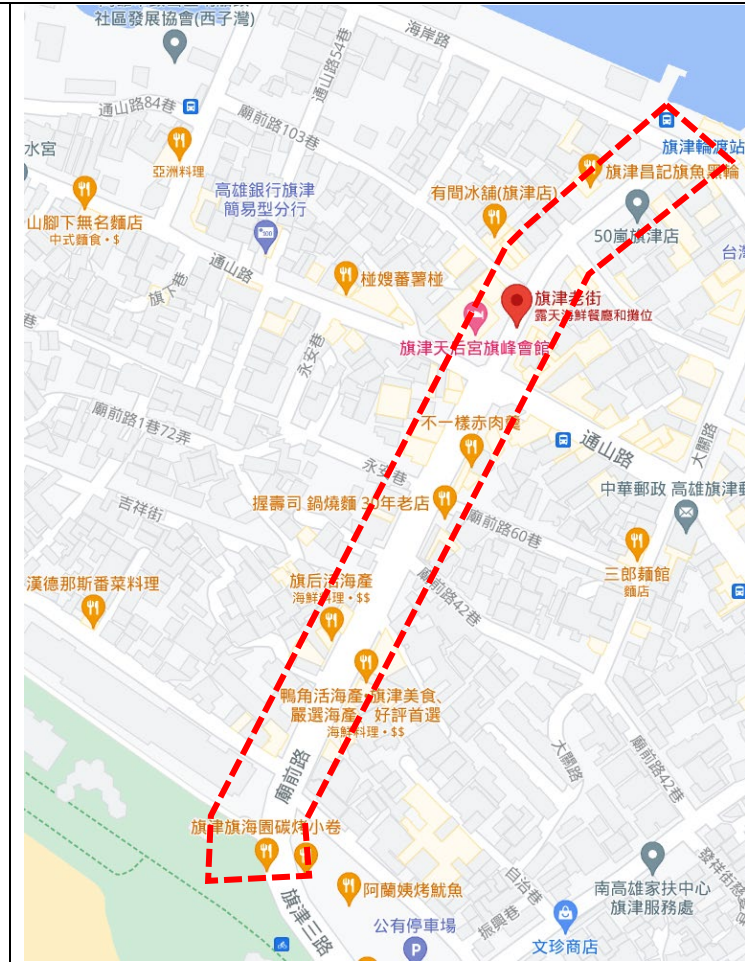 社區發展協會(西子灣)
海岸路
通山路54巷
通山路84巷
廟前路103巷
旗津輪渡站
水宮
亞洲料理
旗津昌記旗魚黑輪
高雄銀行旗津
簡易型分行
有間冰舖(旗津店)
山腳下無名麵店
中式麵食・$
50嵐旗津店
通山路
旗下巷
椪嫂蕃薯椪
旗津老街
露天海鮮餐廳和攤位
旗津天后宮旗峰會館
永安巷
廟前路1巷72弄
不一樣赤肉羹
通山路
大關路
永安巷
吉祥街
中華郵政 高雄旗津郵
握壽司 鍋燒麵 30年老店
廟前路60巷
三郎麵館
麵店
漢德那斯番菜料理
旗后活海產
海鮮料理・$$
廟前路42巷
鴨角活海產-旗津美食、
嚴選海產、好評首選
海鮮料理・$$
廟前路
大關路
廟前路42巷
旗津旗海園碳烤小卷
阿蘭姨烤魷魚
自治巷
南高雄家扶中心
旗津服務處
旗津三路
公有停車場
P
振興巷
文珍商店